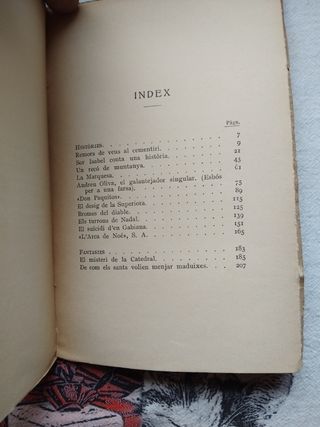 INDEX
Pàgs.
HISTÒRIES. 7
Remors de veus al cementiri. 9
Sor Isabel conta una història. 21
Un recó de muntanya. 45
La Marquesa. 61
Andreu Oliva, el galantejador singular. (Esbós
per a una farsa). 75
«Don Paquito». 89
El desig de la Superiora. 115
Bromes del diable. 125
Els turrons de Nadal. 139
El suïcidi d'en Gabiana. 151
«L'Arca de Noè», S. A. 165
FANTASIES 183
El misteri de la Catedral. 185
De com els sants volien menjar maduixes. 207